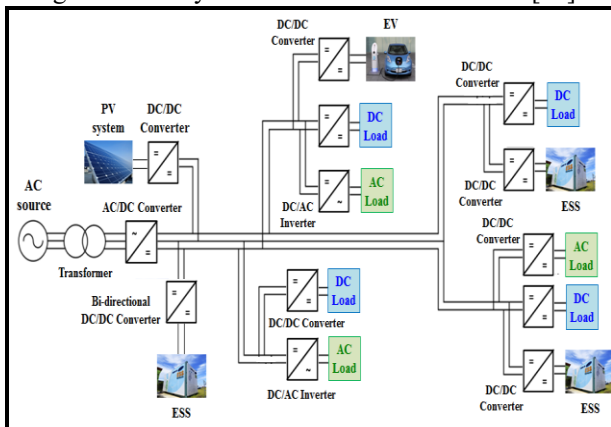 DC/DC
Converter
EV
DC
Load
DC/AC
Inverter
AC
Load
PV
system
DC/DC
Converter
AC
source
AC/DC Converter
Transformer
Bi-directional
DC/DC Converter
ESS
DC
Load
DC/DC Converter
AC
Load
DC/AC Inverter
DC/DC
Converter
DC
Load
DC/DC
Converter
ESS
DC/DC
Converter
AC
Load
DC
Load
DC/DC
Converter
ESS